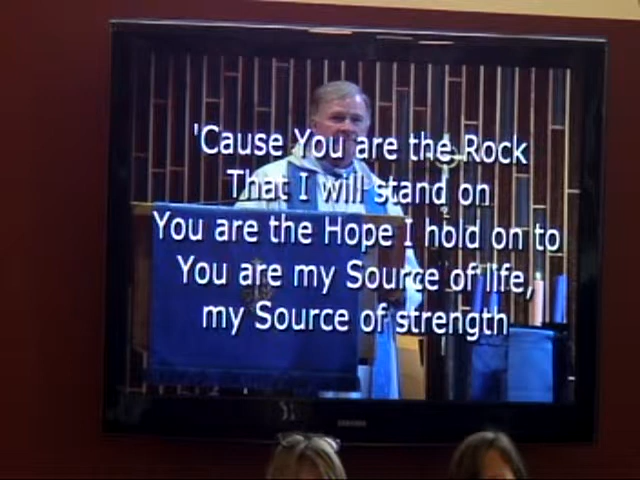 'Cause You are the Rock
That I will stand on
You are the Hope I hold on to
You are my Source of life,
my Source of strength